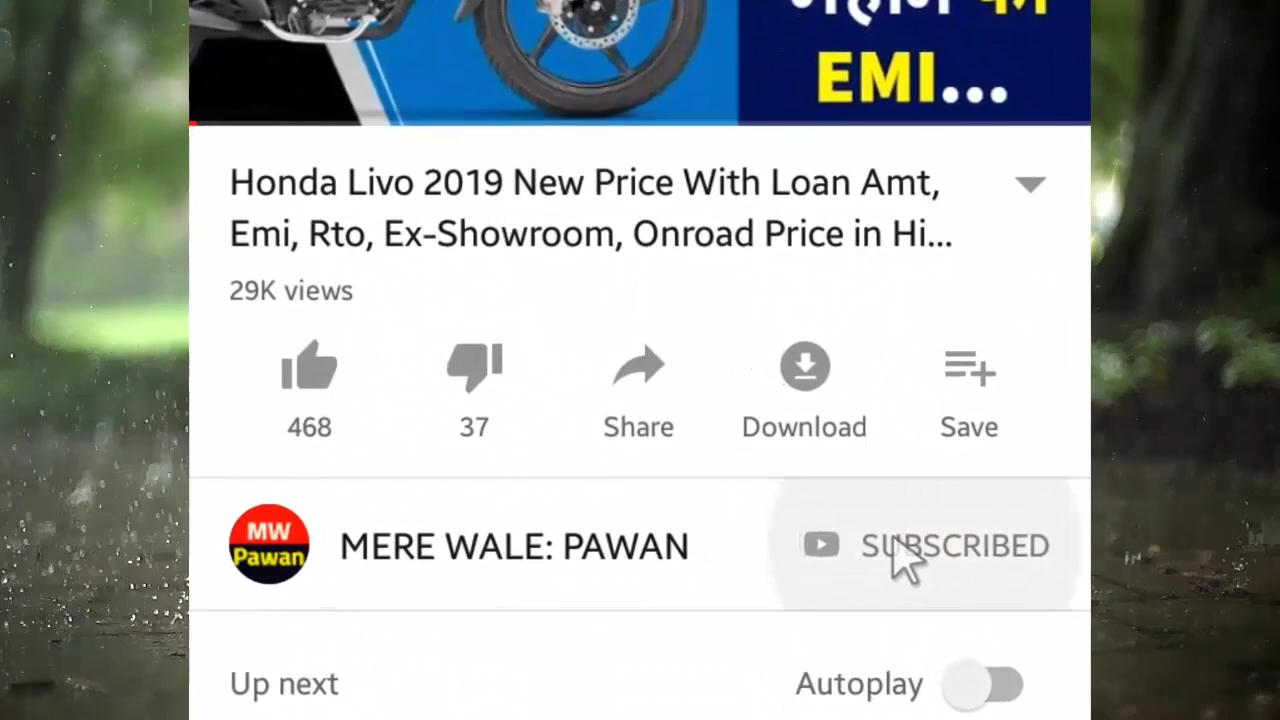 EMI...
Honda Livo 2019 New Price With Loan Amt,
Emi, Rto, Ex-Showroom, Onroad Price in Hi...
29K views
468
37
Share
Download
Save
MW
Pawan
MERE WALE: PAWAN
SUBSCRIBED
Up next
Autoplay